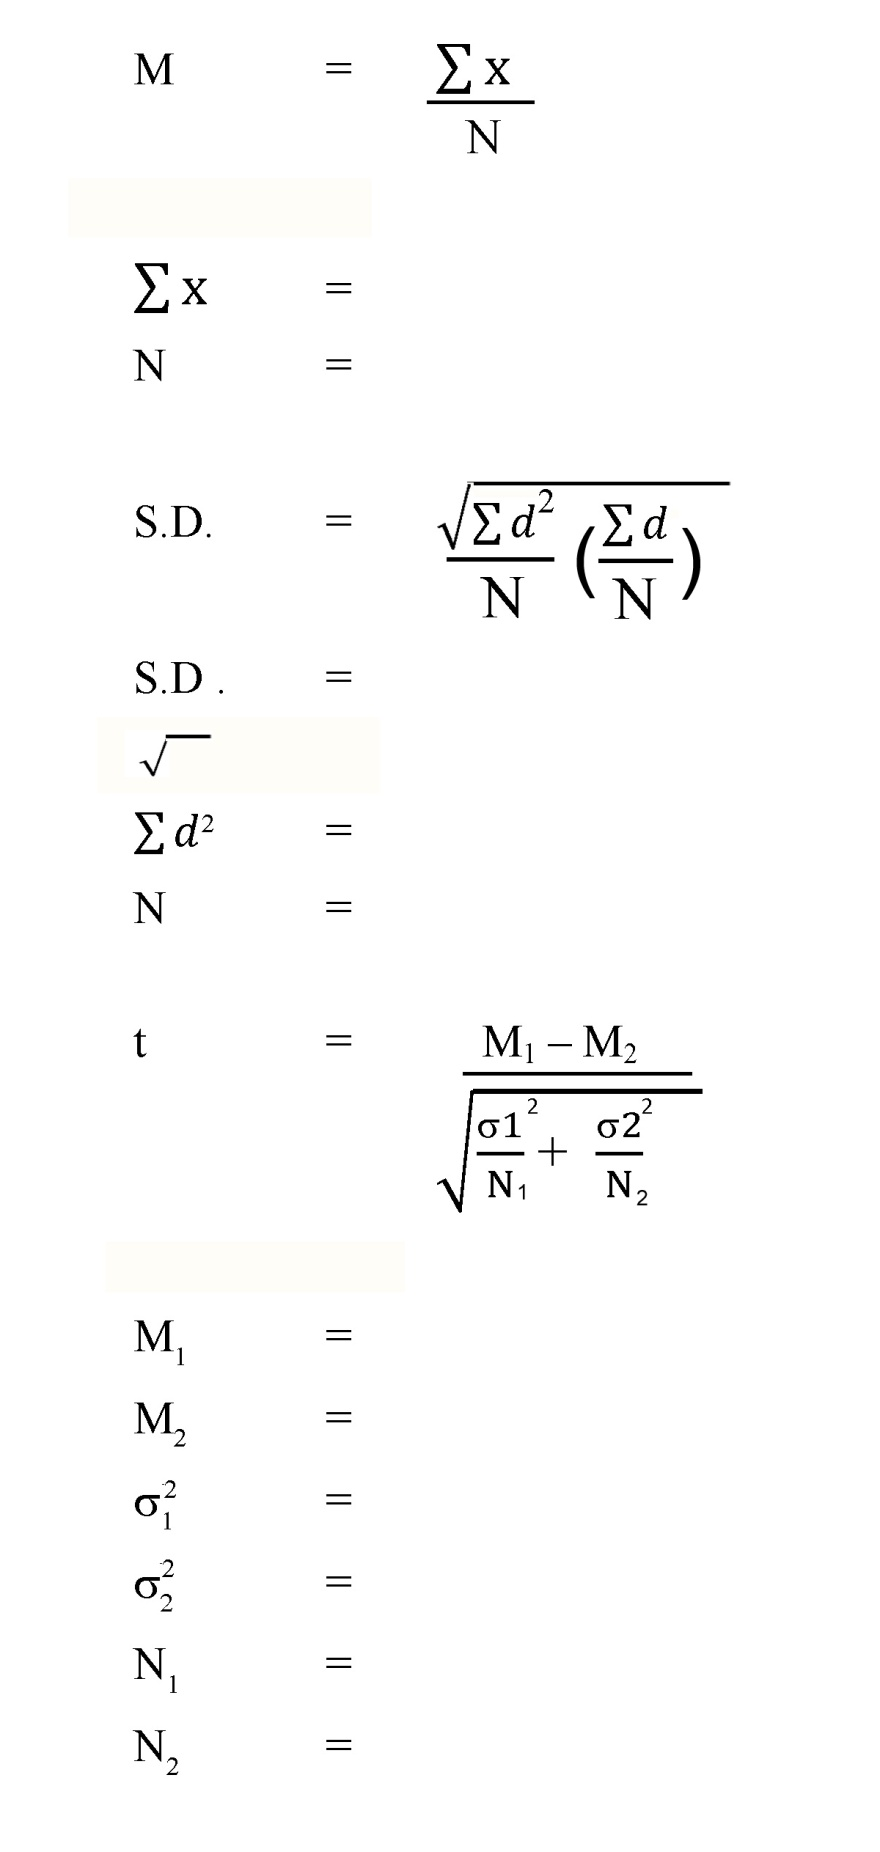 M = ∑ x
N
∑ x =
N =
S.D. = √∑ d² (∑ d)
N N
S.D . =
√
∑ d² =
N =
t = M₁ – M₂
√σ1² + σ2²
N₁ N₂
M₁ =
M₂ =
σ₁² =
σ₂² =
N₁ =
N₂ =